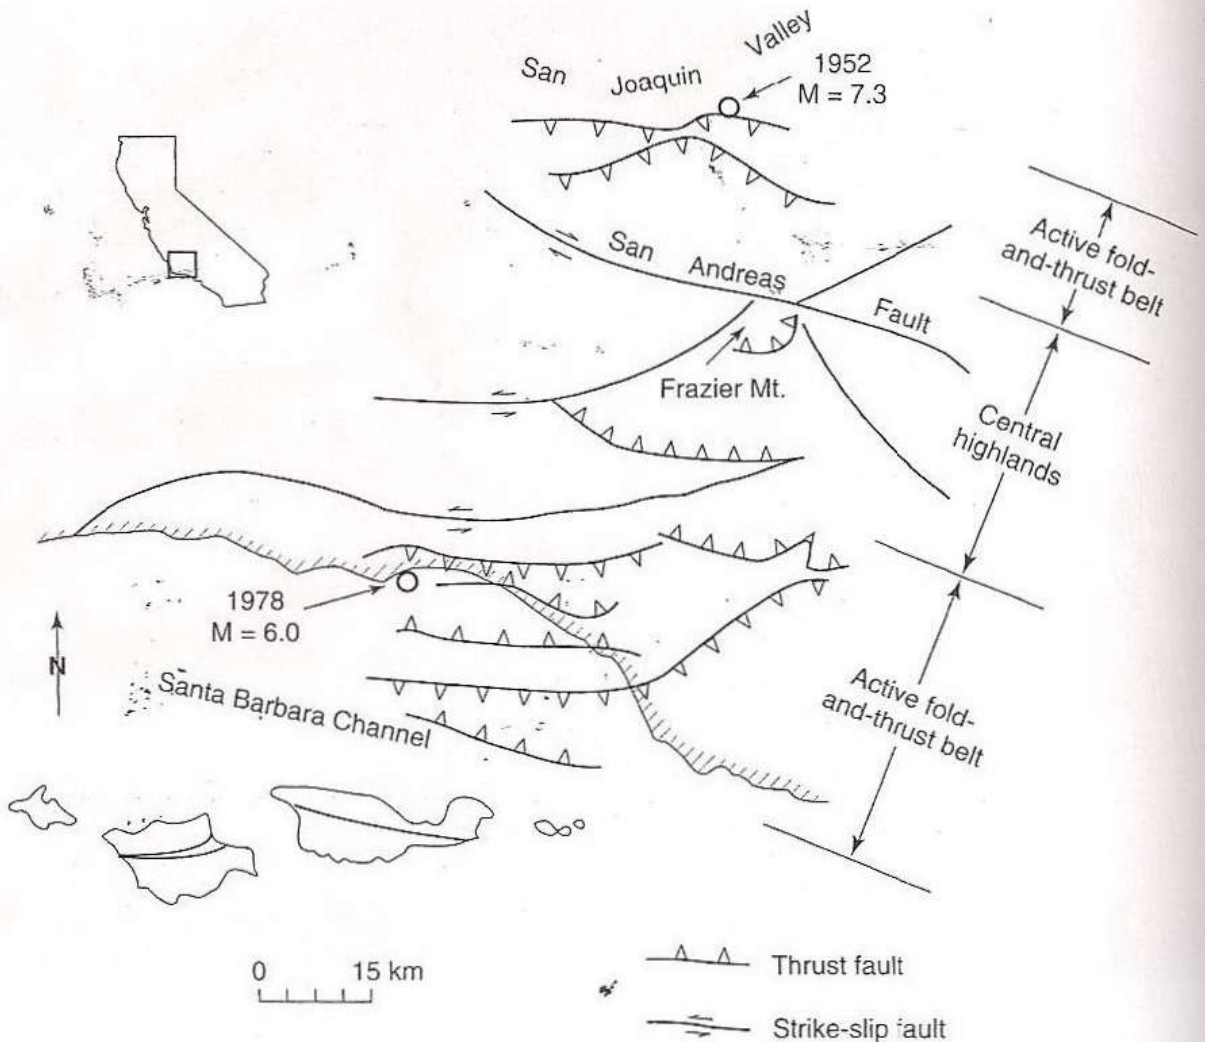 San Joaquin Valley
1952
M = 7.3
Active fold-
and-thrust belt
San Andreas Fault
Frazier Mt.
Central
highlands
1978
M = 6.0
N
Santa Barbara Channel
Active fold-
and-thrust belt
0 15 km
Thrust fault
Strike-slip fault